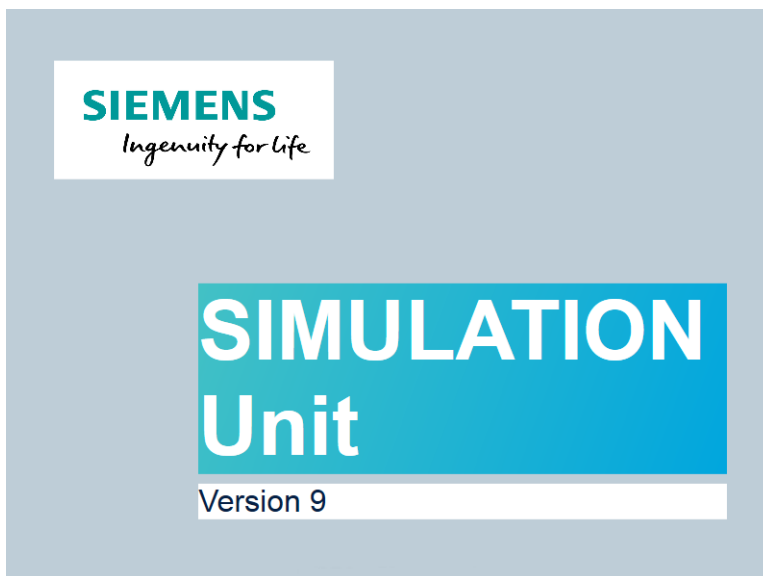 SIEMENS
Ingenuity for life
SIMULATION
Unit
Version 9